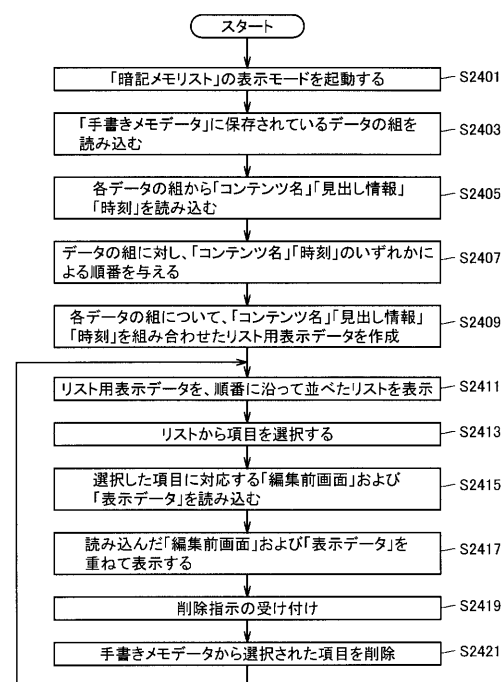 スタート
「暗記メモリスト」の表示モードを起動する
S2401
「手書きメモデータ」に保存されているデータの組を
読み込む
S2403
各データの組から「コンテンツ名」「見出し情報」
「時刻」を読み込む
S2405
データの組に対し、「コンテンツ名」「時刻」のいずれかに
よる順番を与える
S2407
各データの組について、「コンテンツ名」「見出し情報」
「時刻」を組み合わせたリスト用表示データを作成
S2409
リスト用表示データを、順番に沿って並べたリストを表示
S2411
リストから項目を選択する
S2413
選択した項目に対応する「編集前画面」および
「表示データ」を読み込む
S2415
読み込んだ「編集前画面」および「表示データ」を
重ねて表示する
S2417
削除指示の受け付け
S2419
手書きメモデータから選択された項目を削除
S2421